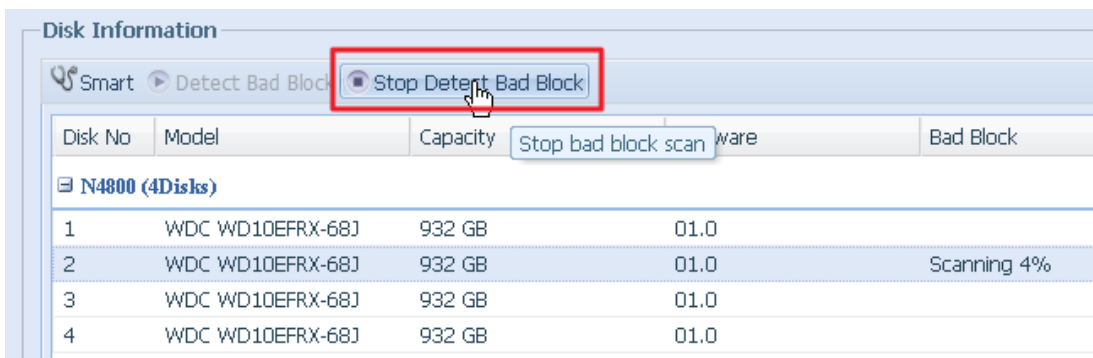 Disk Information
Smart Detect Bad Block Stop Detect Bad Block
Disk No Model Capacity ware Bad Block
Stop bad block scan
N4800 (4Disks)
1 WDC WD10EFRX-68J 932 GB 01.0
2 WDC WD10EFRX-68J 932 GB 01.0 Scanning 4%
3 WDC WD10EFRX-68J 932 GB 01.0
4 WDC WD10EFRX-68J 932 GB 01.0